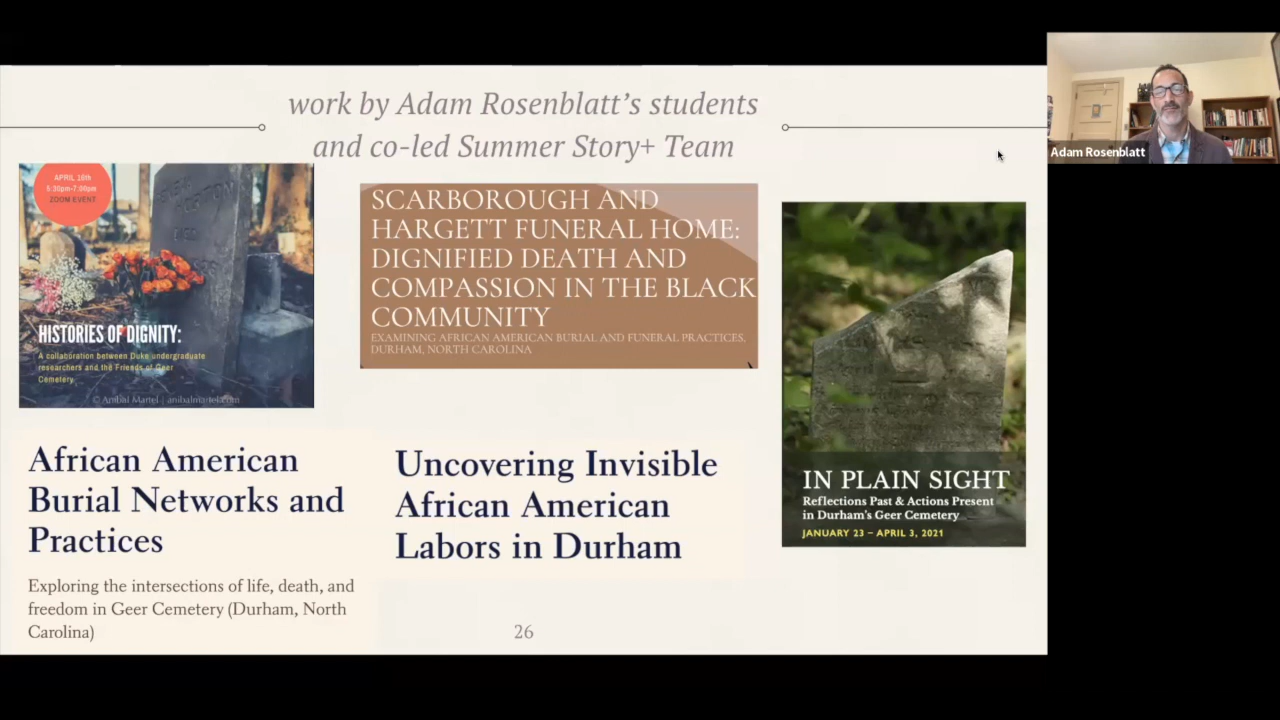 work by Adam Rosenblatt's students
and co-led Summer Story+ Team
Adam Rosenblatt
APRIL 16th
5:30pm-7:00pm
ZOOM EVENT
HISTORIES OF DIGNITY:
A collaboration between Duke undergraduate
researchers and the Friends of Geer
Cemetery
© Anibal Martel | anibalmartel.com
SCARBOROUGH AND
HARGETT FUNERAL HOME:
DIGNIFIED DEATH AND
COMPASSION IN THE BLACK
COMMUNITY
EXAMINING AFRICAN AMERICAN BURIAL AND FUNERAL PRACTICES,
DURHAM, NORTH CAROLINA
IN PLAIN SIGHT
Reflections Past & Actions Present
in Durham's Geer Cemetery
JANUARY 23 – APRIL 3, 2021
African American
Burial Networks and
Practices
Exploring the intersections of life, death, and
freedom in Geer Cemetery (Durham, North
Carolina)
Uncovering Invisible
African American
Labors in Durham
26